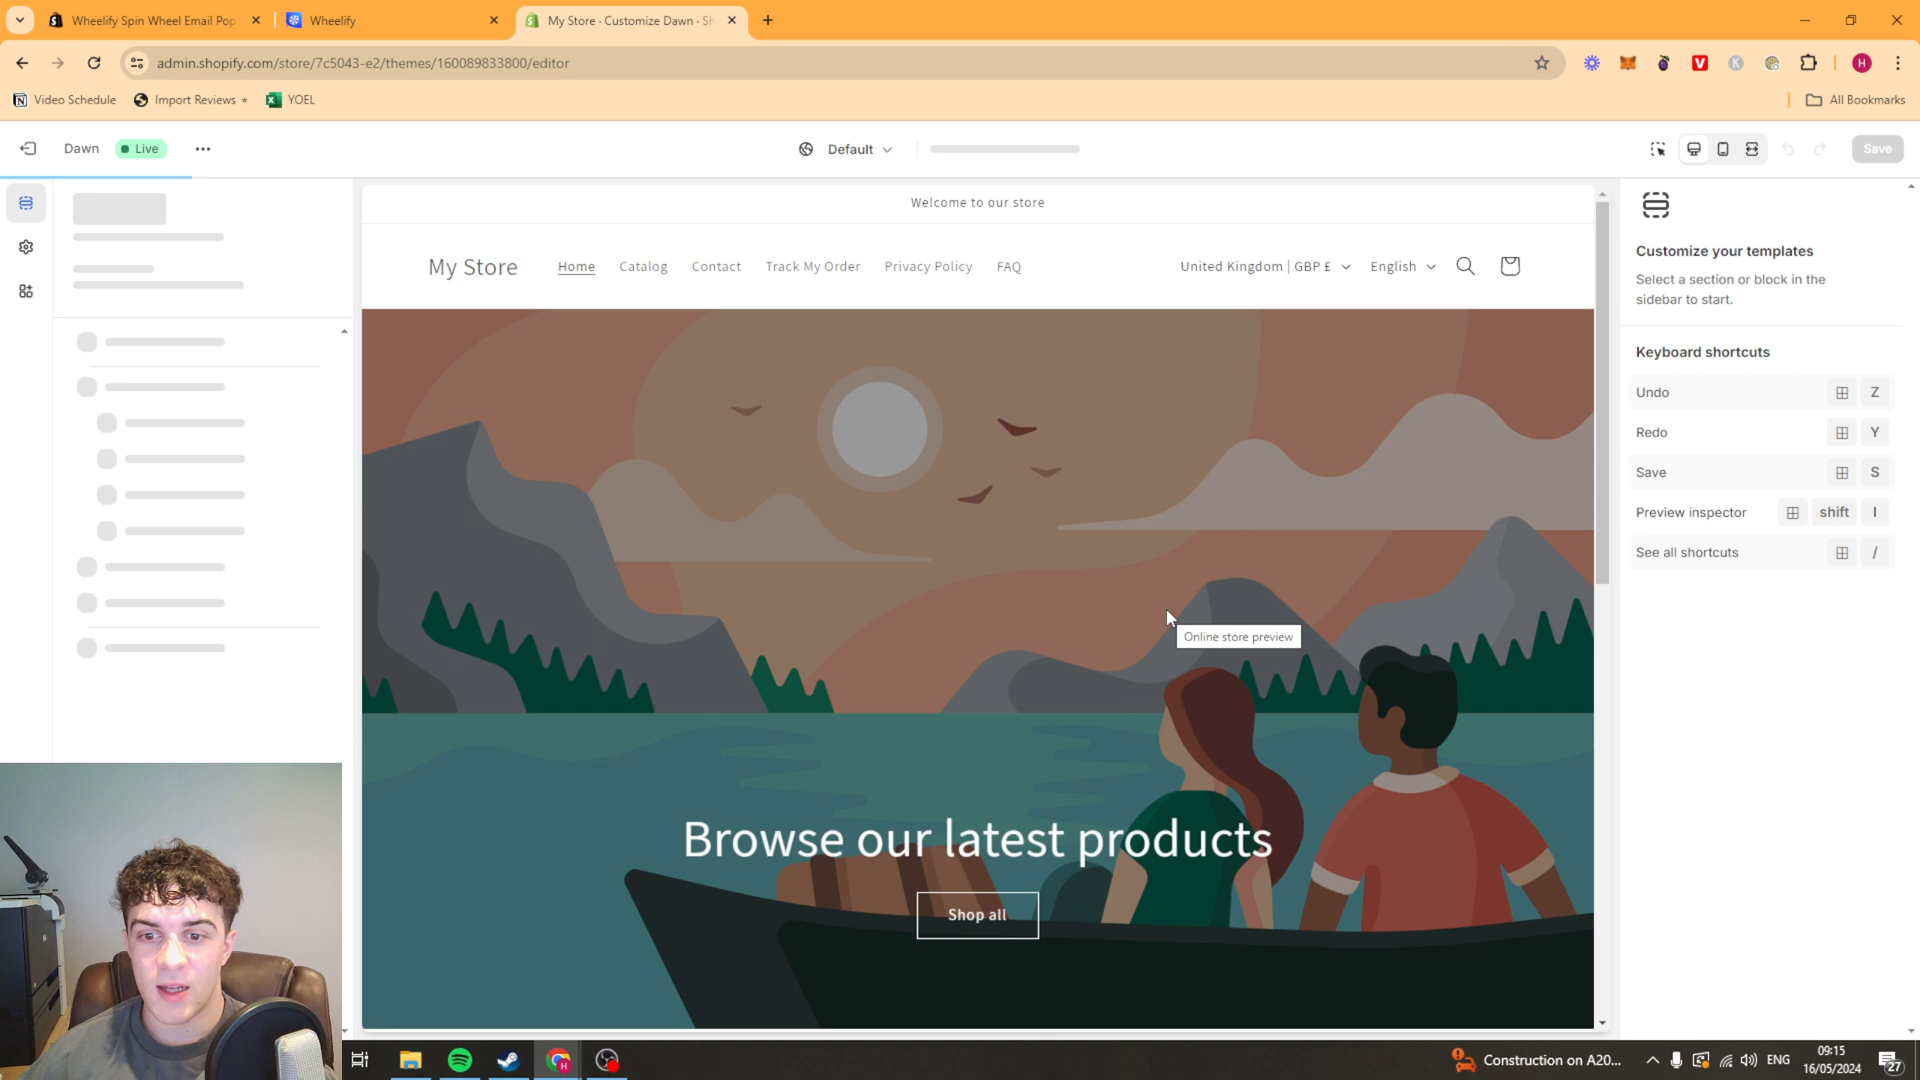 Wheelify Spin Wheel Email Pop
Wheelify
My Store · Customize Dawn · Sh
admin.shopify.com/store/7c5043-e2/themes/160089833800/editor
H
Video Schedule
Import Reviews
YOEL
All Bookmarks
Dawn
Live
Default
Save
Welcome to our store
My Store
Home
Catalog
Contact
Track My Order
Privacy Policy
FAQ
United Kingdom | GBP £
English
Browse our latest products
Shop all
Online store preview
Customize your templates
Select a section or block in the
sidebar to start.
Keyboard shortcuts
Undo Z
Redo Y
Save S
Preview inspector shift I
See all shortcuts /
Construction on A20...
ENG
09:15
16/05/2024
27